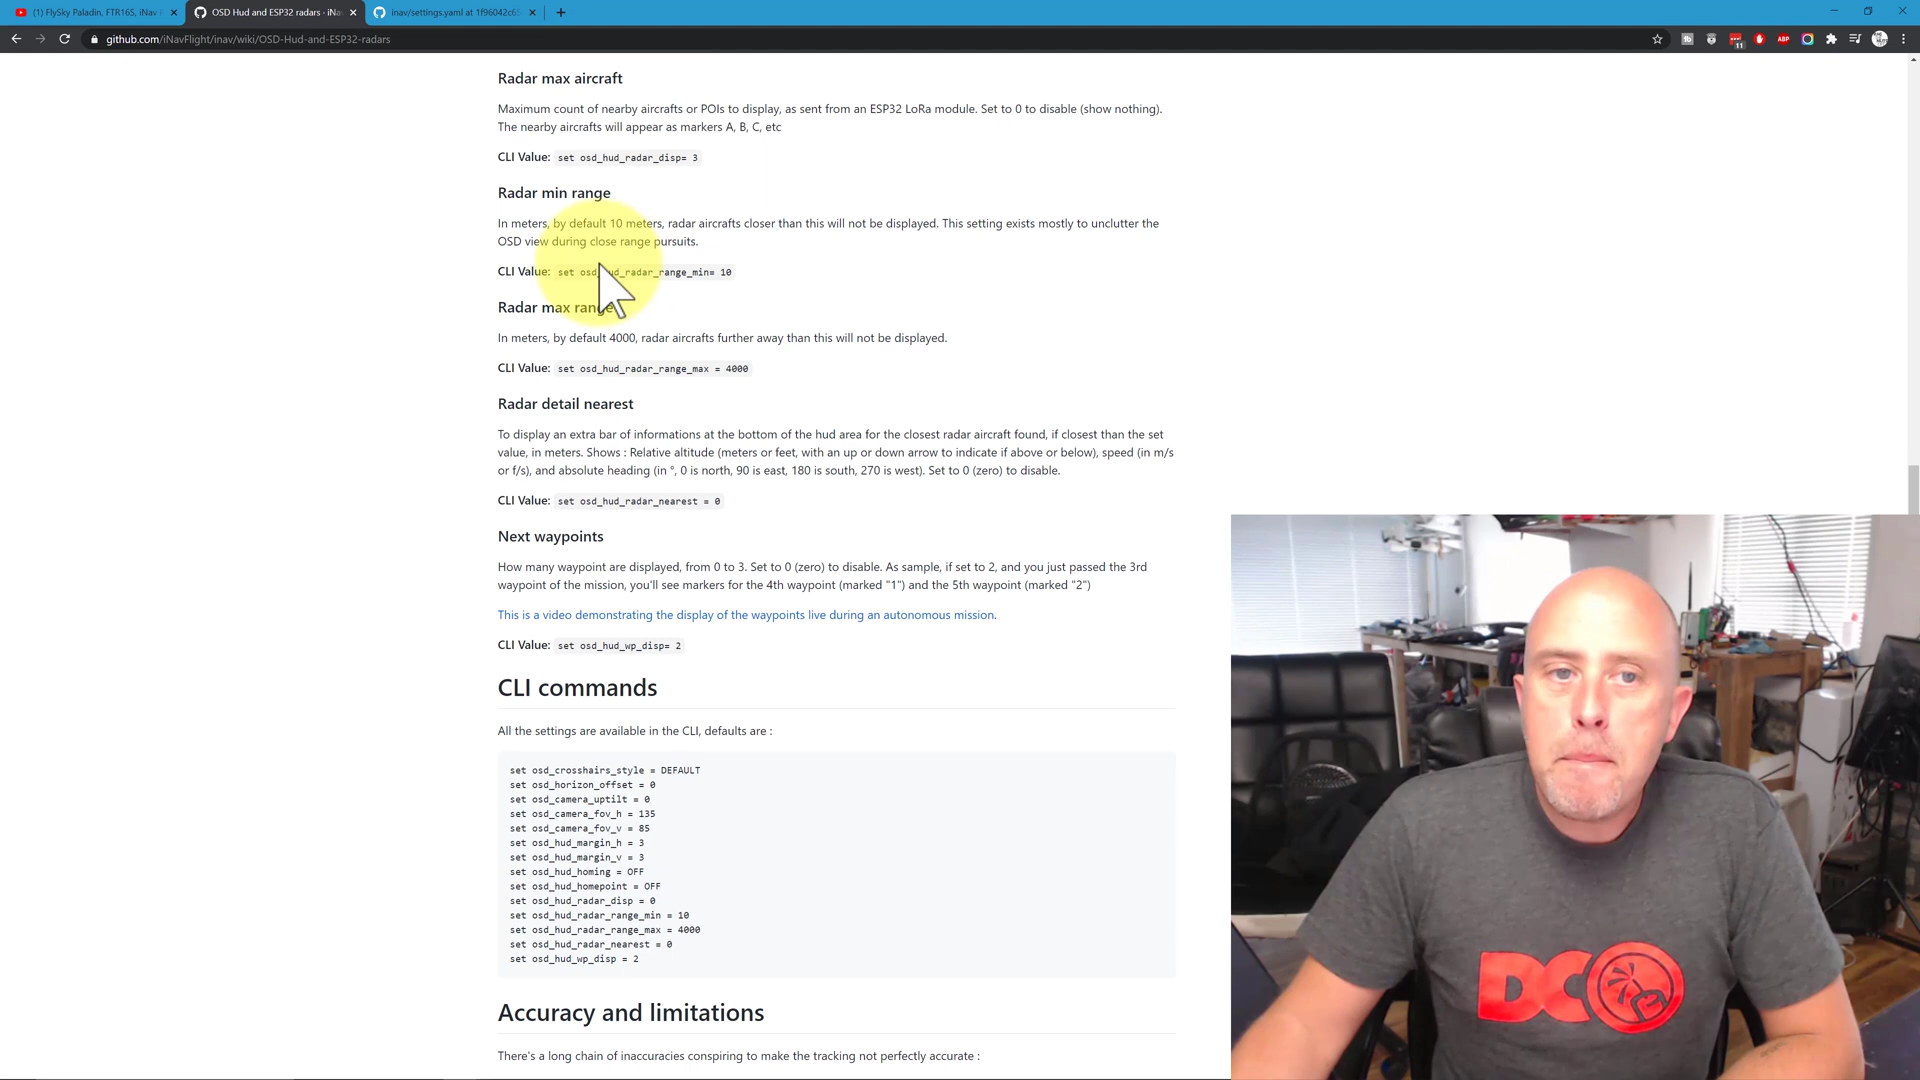 (1) FlySky Paladin, FTR16S, iNav F
OSD Hud and ESP32 radars · iNa
inav/settings.yaml at 1f96042c65
github.com/iNavFlight/inav/wiki/OSD-Hud-and-ESP32-radars
11
ABP
Radar max aircraft
Maximum count of nearby aircrafts or POIs to display, as sent from an ESP32 LoRa module. Set to 0 to disable (show nothing).
The nearby aircrafts will appear as markers A, B, C, etc
CLI Value: set osd_hud_radar_disp= 3
Radar min range
In meters, by default 10 meters, radar aircrafts closer than this will not be displayed. This setting exists mostly to unclutter the
OSD view during close range pursuits.
CLI Value: set osd_hud_radar_range_min= 10
Radar max range
In meters, by default 4000, radar aircrafts further away than this will not be displayed.
CLI Value: set osd_hud_radar_range_max = 4000
Radar detail nearest
To display an extra bar of informations at the bottom of the hud area for the closest radar aircraft found, if closest than the set
value, in meters. Shows : Relative altitude (meters or feet, with an up or down arrow to indicate if above or below), speed (in m/s
or f/s), and absolute heading (in °, 0 is north, 90 is east, 180 is south, 270 is west). Set to 0 (zero) to disable.
CLI Value: set osd_hud_radar_nearest = 0
Next waypoints
How many waypoint are displayed, from 0 to 3. Set to 0 (zero) to disable. As sample, if set to 2, and you just passed the 3rd
waypoint of the mission, you'll see markers for the 4th waypoint (marked "1") and the 5th waypoint (marked "2")
This is a video demonstrating the display of the waypoints live during an autonomous mission.
CLI Value: set osd_hud_wp_disp= 2
CLI commands
All the settings are available in the CLI, defaults are :
set osd_crosshairs_style = DEFAULT
set osd_horizon_offset = 0
set osd_camera_uptilt = 0
set osd_camera_fov_h = 135
set osd_camera_fov_v = 85
set osd_hud_margin_h = 3
set osd_hud_margin_v = 3
set osd_hud_homing = OFF
set osd_hud_homepoint = OFF
set osd_hud_radar_disp = 0
set osd_hud_radar_range_min = 10
set osd_hud_radar_range_max = 4000
set osd_hud_radar_nearest = 0
set osd_hud_wp_disp = 2
Accuracy and limitations
There's a long chain of inaccuracies conspiring to make the tracking not perfectly accurate :
DC